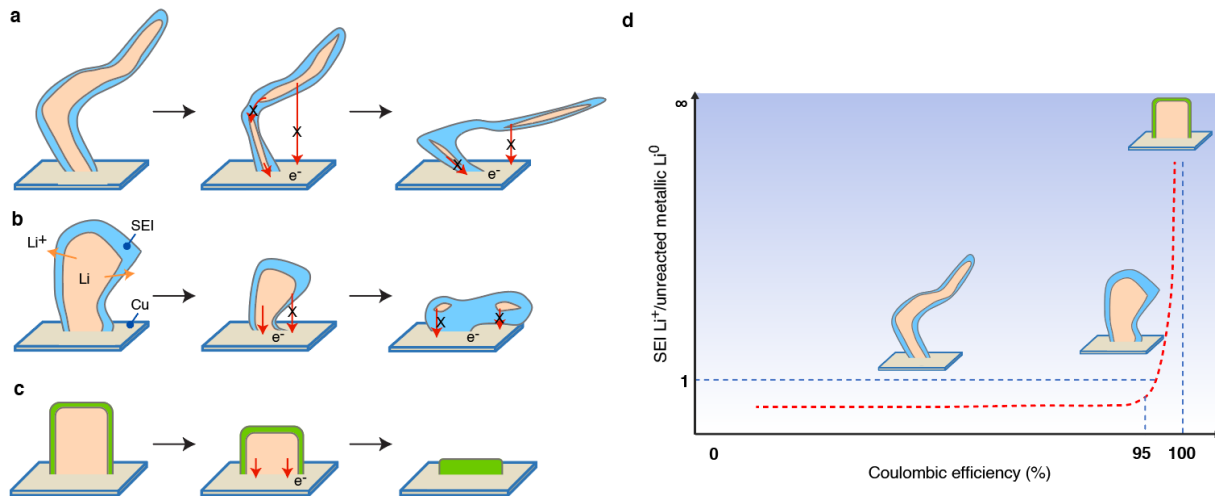 a
X
X
e-
X
X
e-
b
SEI
Li+
Li
Cu
X
e-
X
X
e-
c
e-
d
∞
SEI Li+/unreacted metallic Li0
1
0
95
100
Coulombic efficiency (%)